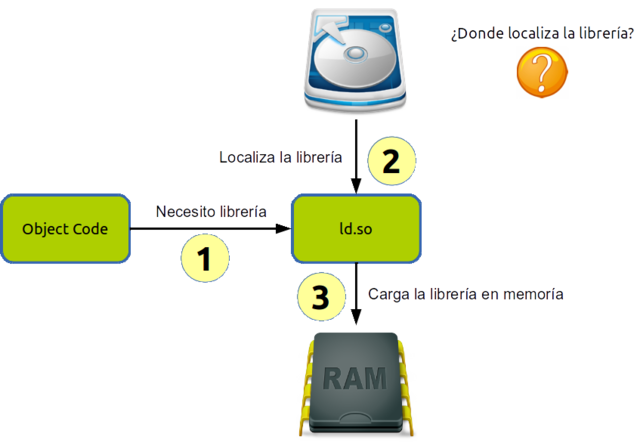 ¿Donde localiza la librería?
?
Localiza la librería
2
Necesito librería
Object Code
ld.so
1
3
Carga la librería en memoría
RAM